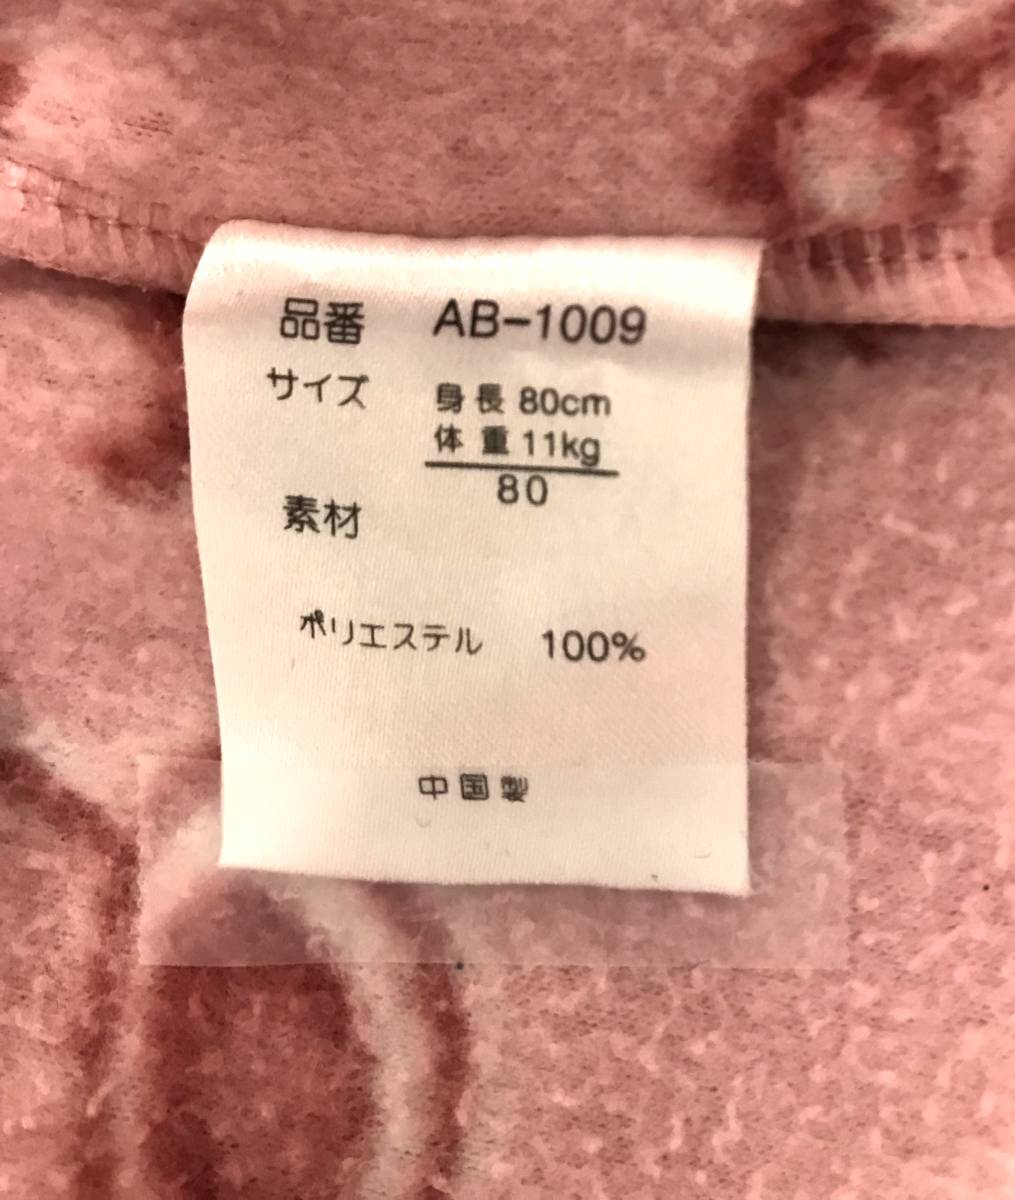 品番 AB-1009
サイズ 身長 80cm
体重 11kg
80
素材
ポリエステル 100%
中国製